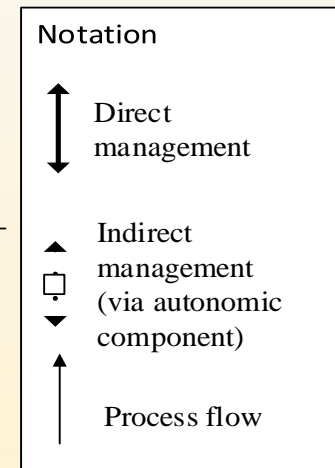 Notation
Direct
management
Indirect
management
(via autonomic
component)
Process flow